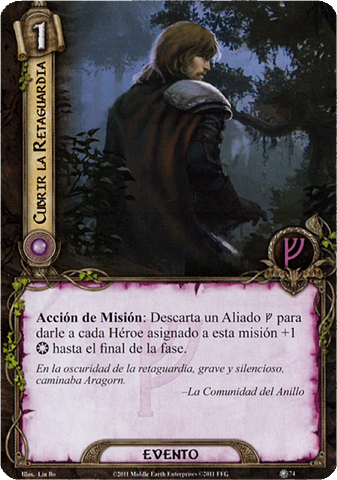 1
CUBRIR LA RETAGUARDIA
Acción de Misión: Descarta un Aliado para
darle a cada Héroe asignado a esta misión +1
hasta el final de la fase.
En la oscuridad de la retaguardia, grave y silencioso,
caminaba Aragorn.
–La Comunidad del Anillo
EVENTO
Illus. Lin Bo
©2011 Middle Earth Enterprises ©2011 FFG
74